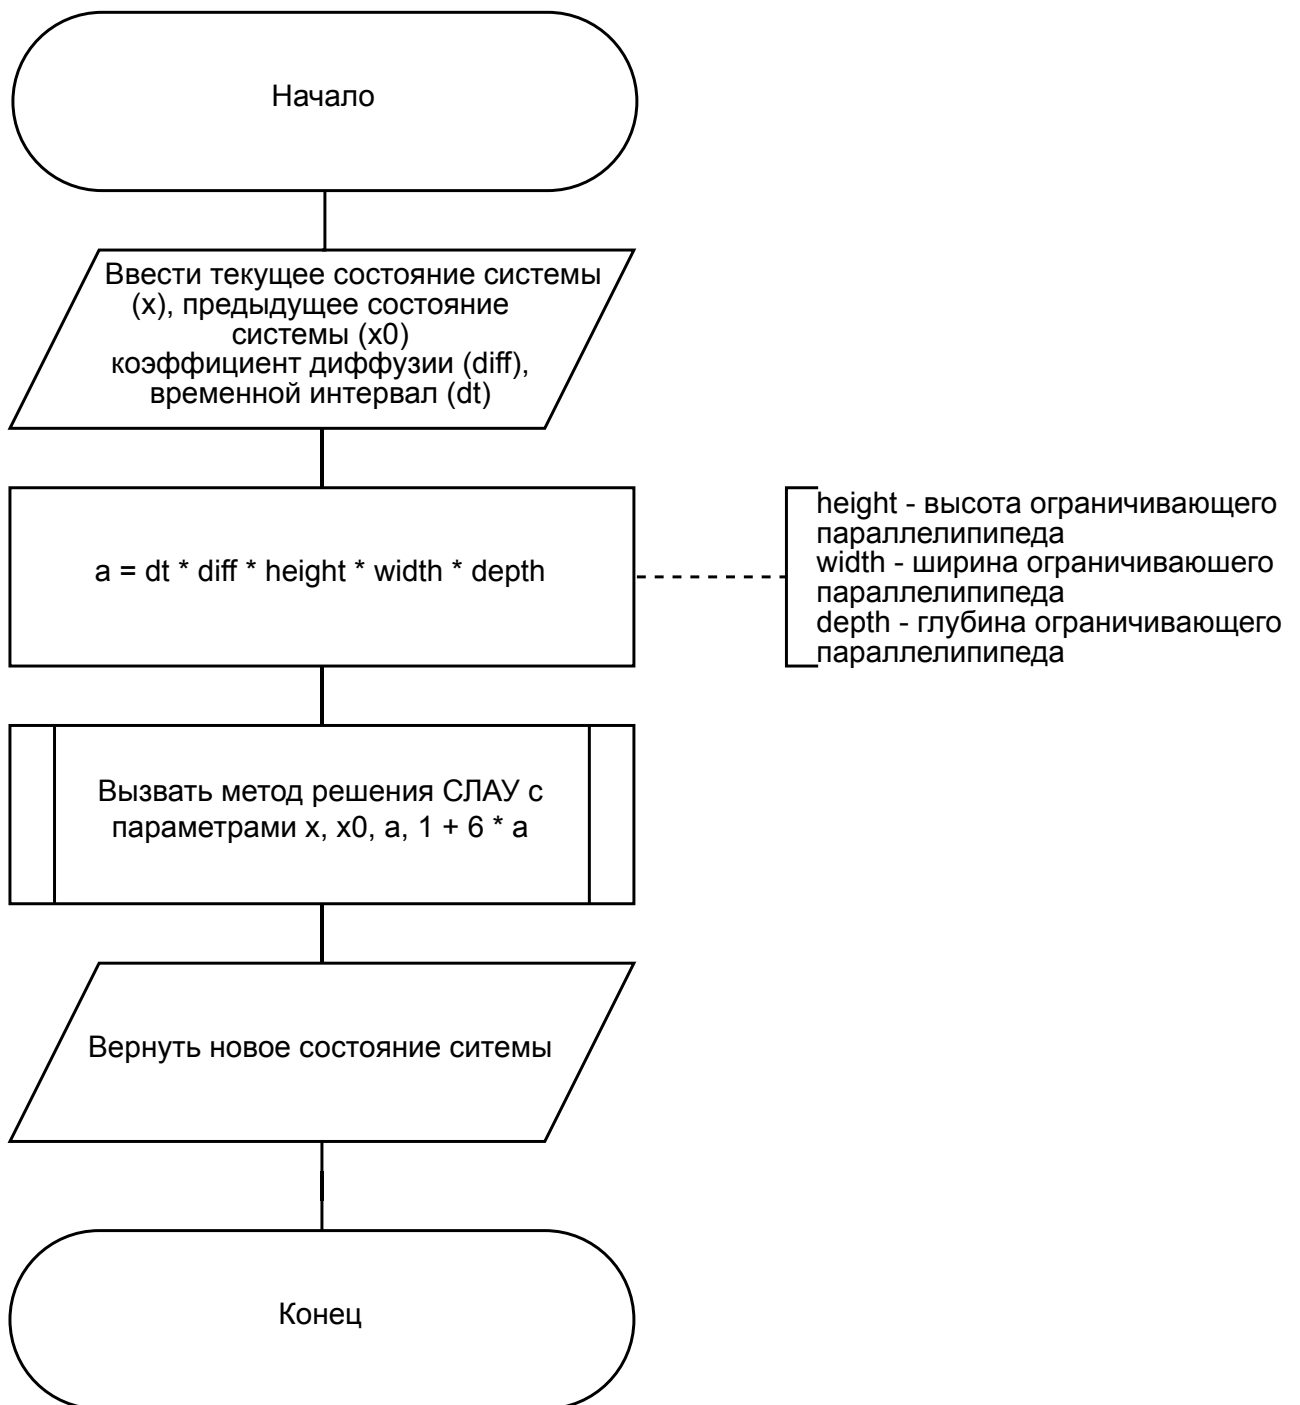 Начало
Ввести текущее состояние системы
(x), предыдущее состояние
системы (x0)
коэффициент диффузии (diff),
временной интервал (dt)
a = dt * diff * height * width * depth
height - высота ограничивающего
параллелипипеда
width - ширина ограничиваюшего
параллелипипеда
depth - глубина ограничивающего
параллелипипеда
Вызвать метод решения СЛАУ с
параметрами x, x0, a, 1 + 6 * a
Вернуть новое состояние ситемы
Конец